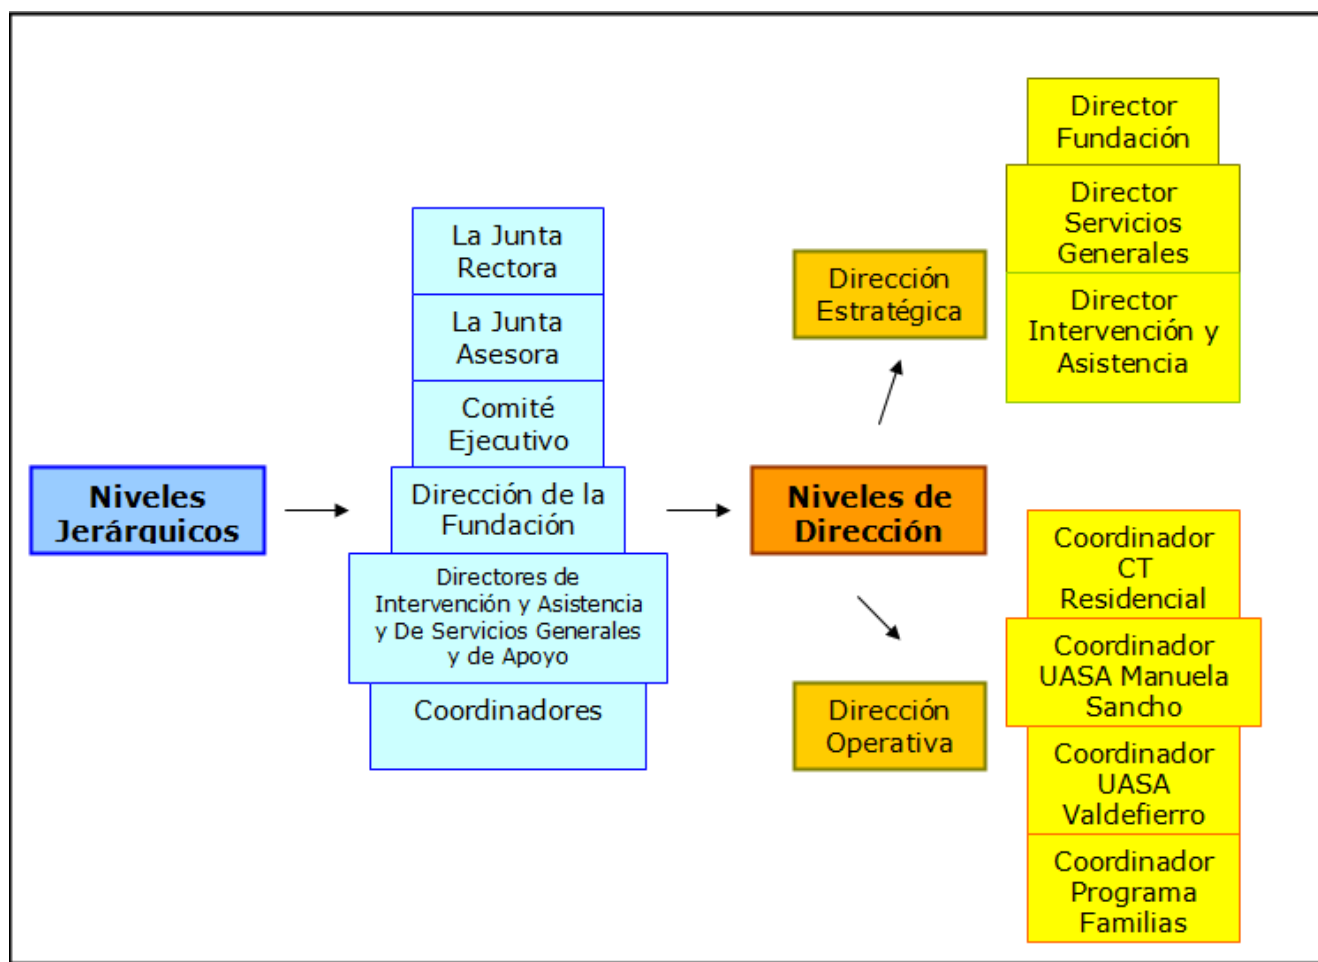 Niveles
Jerárquicos
La Junta
Rectora
La Junta
Asesora
Comité
Ejecutivo
Dirección de la
Fundación
Directores de
Intervención y Asistencia
y De Servicios Generales
y de Apoyo
Coordinadores
Niveles de
Dirección
Dirección
Estratégica
Director
Fundación
Director
Servicios
Generales
Director
Intervención y
Asistencia
Dirección
Operativa
Coordinador
CT
Residencial
Coordinador
UASA Manuela
Sancho
Coordinador
UASA
Valdefierro
Coordinador
Programa
Familias